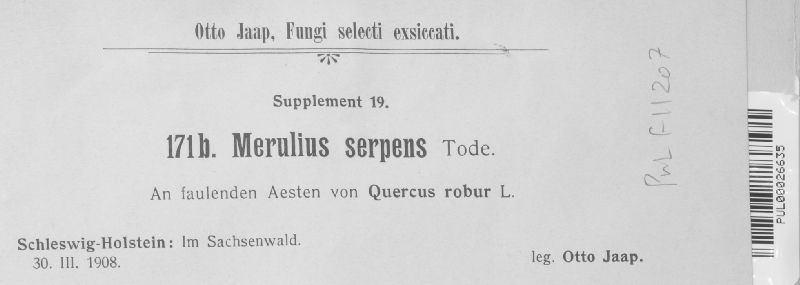 Otto Jaap, Fungi selecti exsiccati.
Supplement 19.
171b. Merulius serpens Tode.
An faulenden Aesten von Quercus robur L.
Schleswig-Holstein: Im Sachsenwald.
30. III. 1908.
leg. Otto Jaap.
PUL F11207
PUL00026635